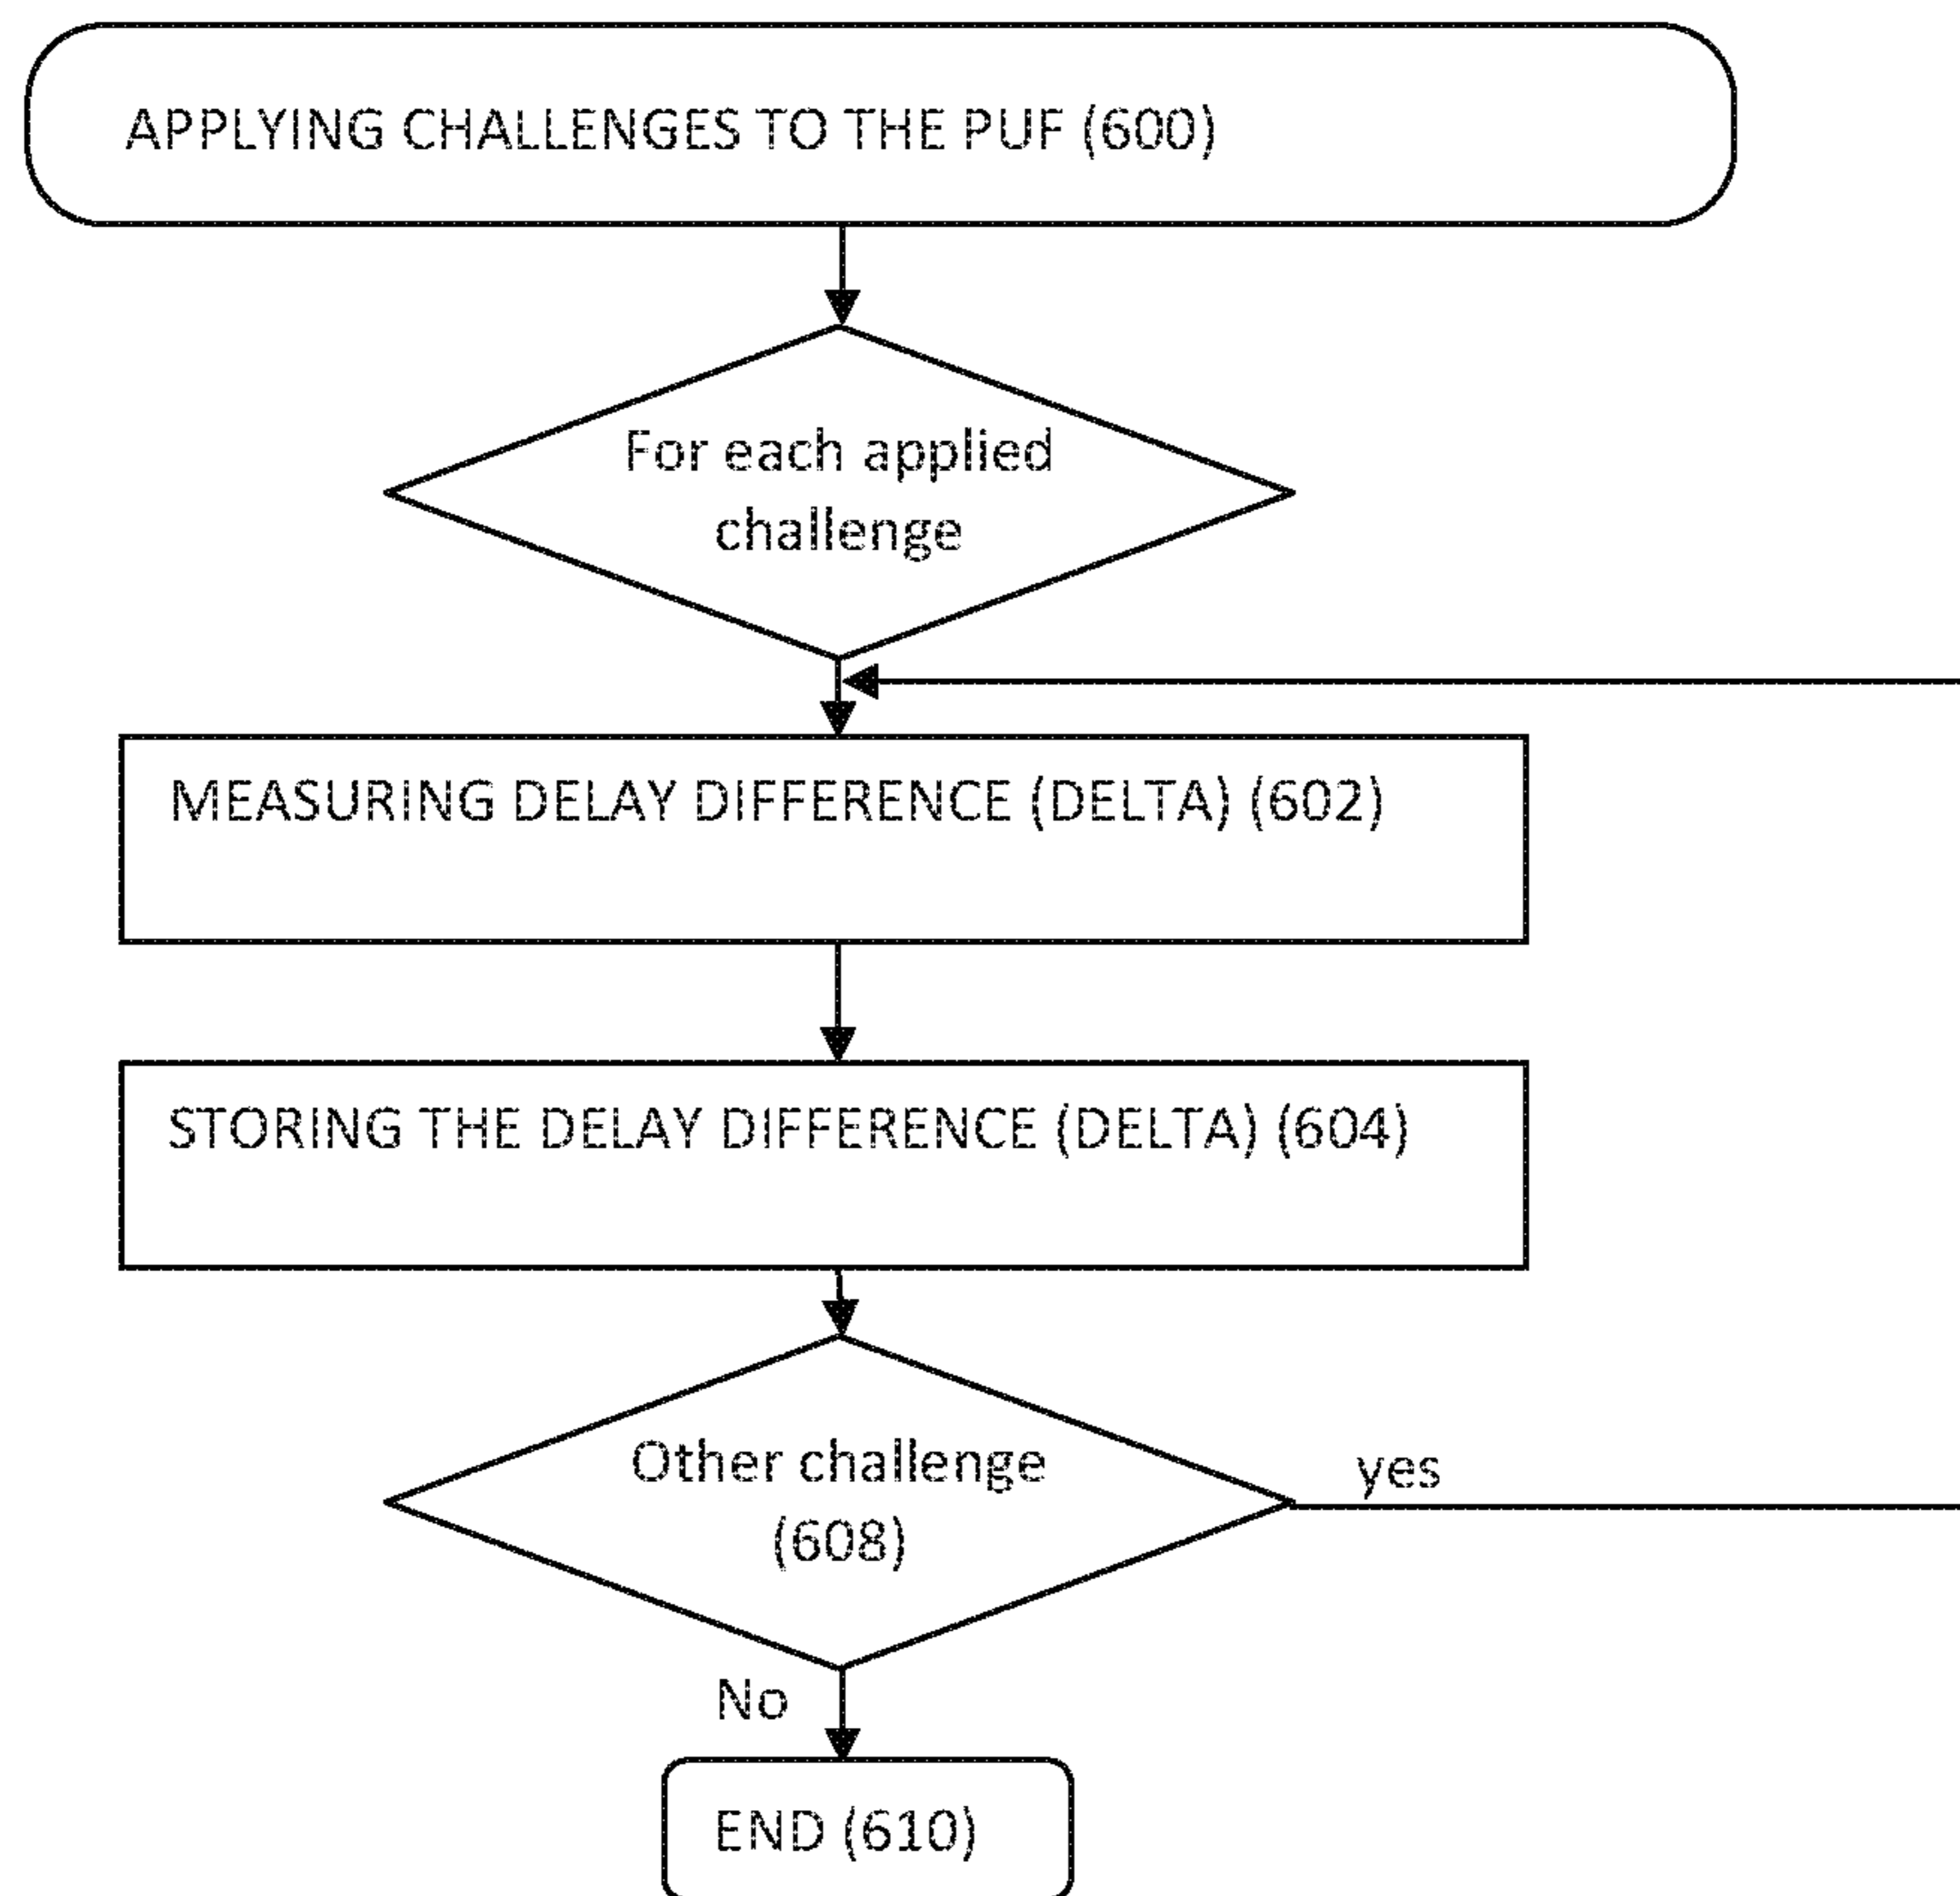 APPLYING CHALLENGES TO THE PUF (600)
For each applied
challenge
MEASURING DELAY DIFFERENCE (DELTA) (602)
STORING THE DELAY DIFFERENCE (DELTA) (604)
Other challenge
(608)
yes
No
END (610)